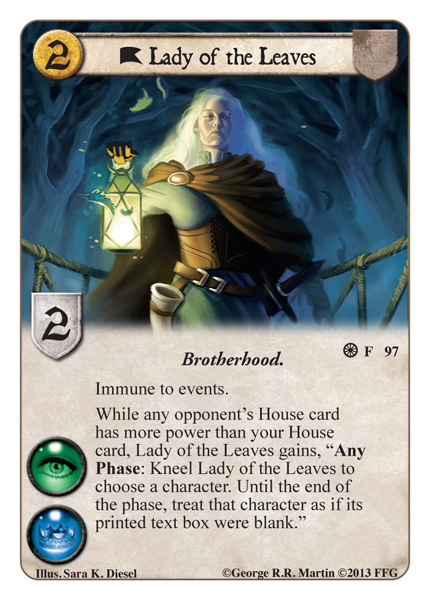 2
Lady of the Leaves
2
Brotherhood.
F 97
Immune to events.
While any opponent’s House card
has more power than your House
card, Lady of the Leaves gains, “Any
Phase: Kneel Lady of the Leaves to
choose a character. Until the end of
the phase, treat that character as if its
printed text box were blank.”
Illus. Sara K. Diesel
©George R.R. Martin ©2013 FFG